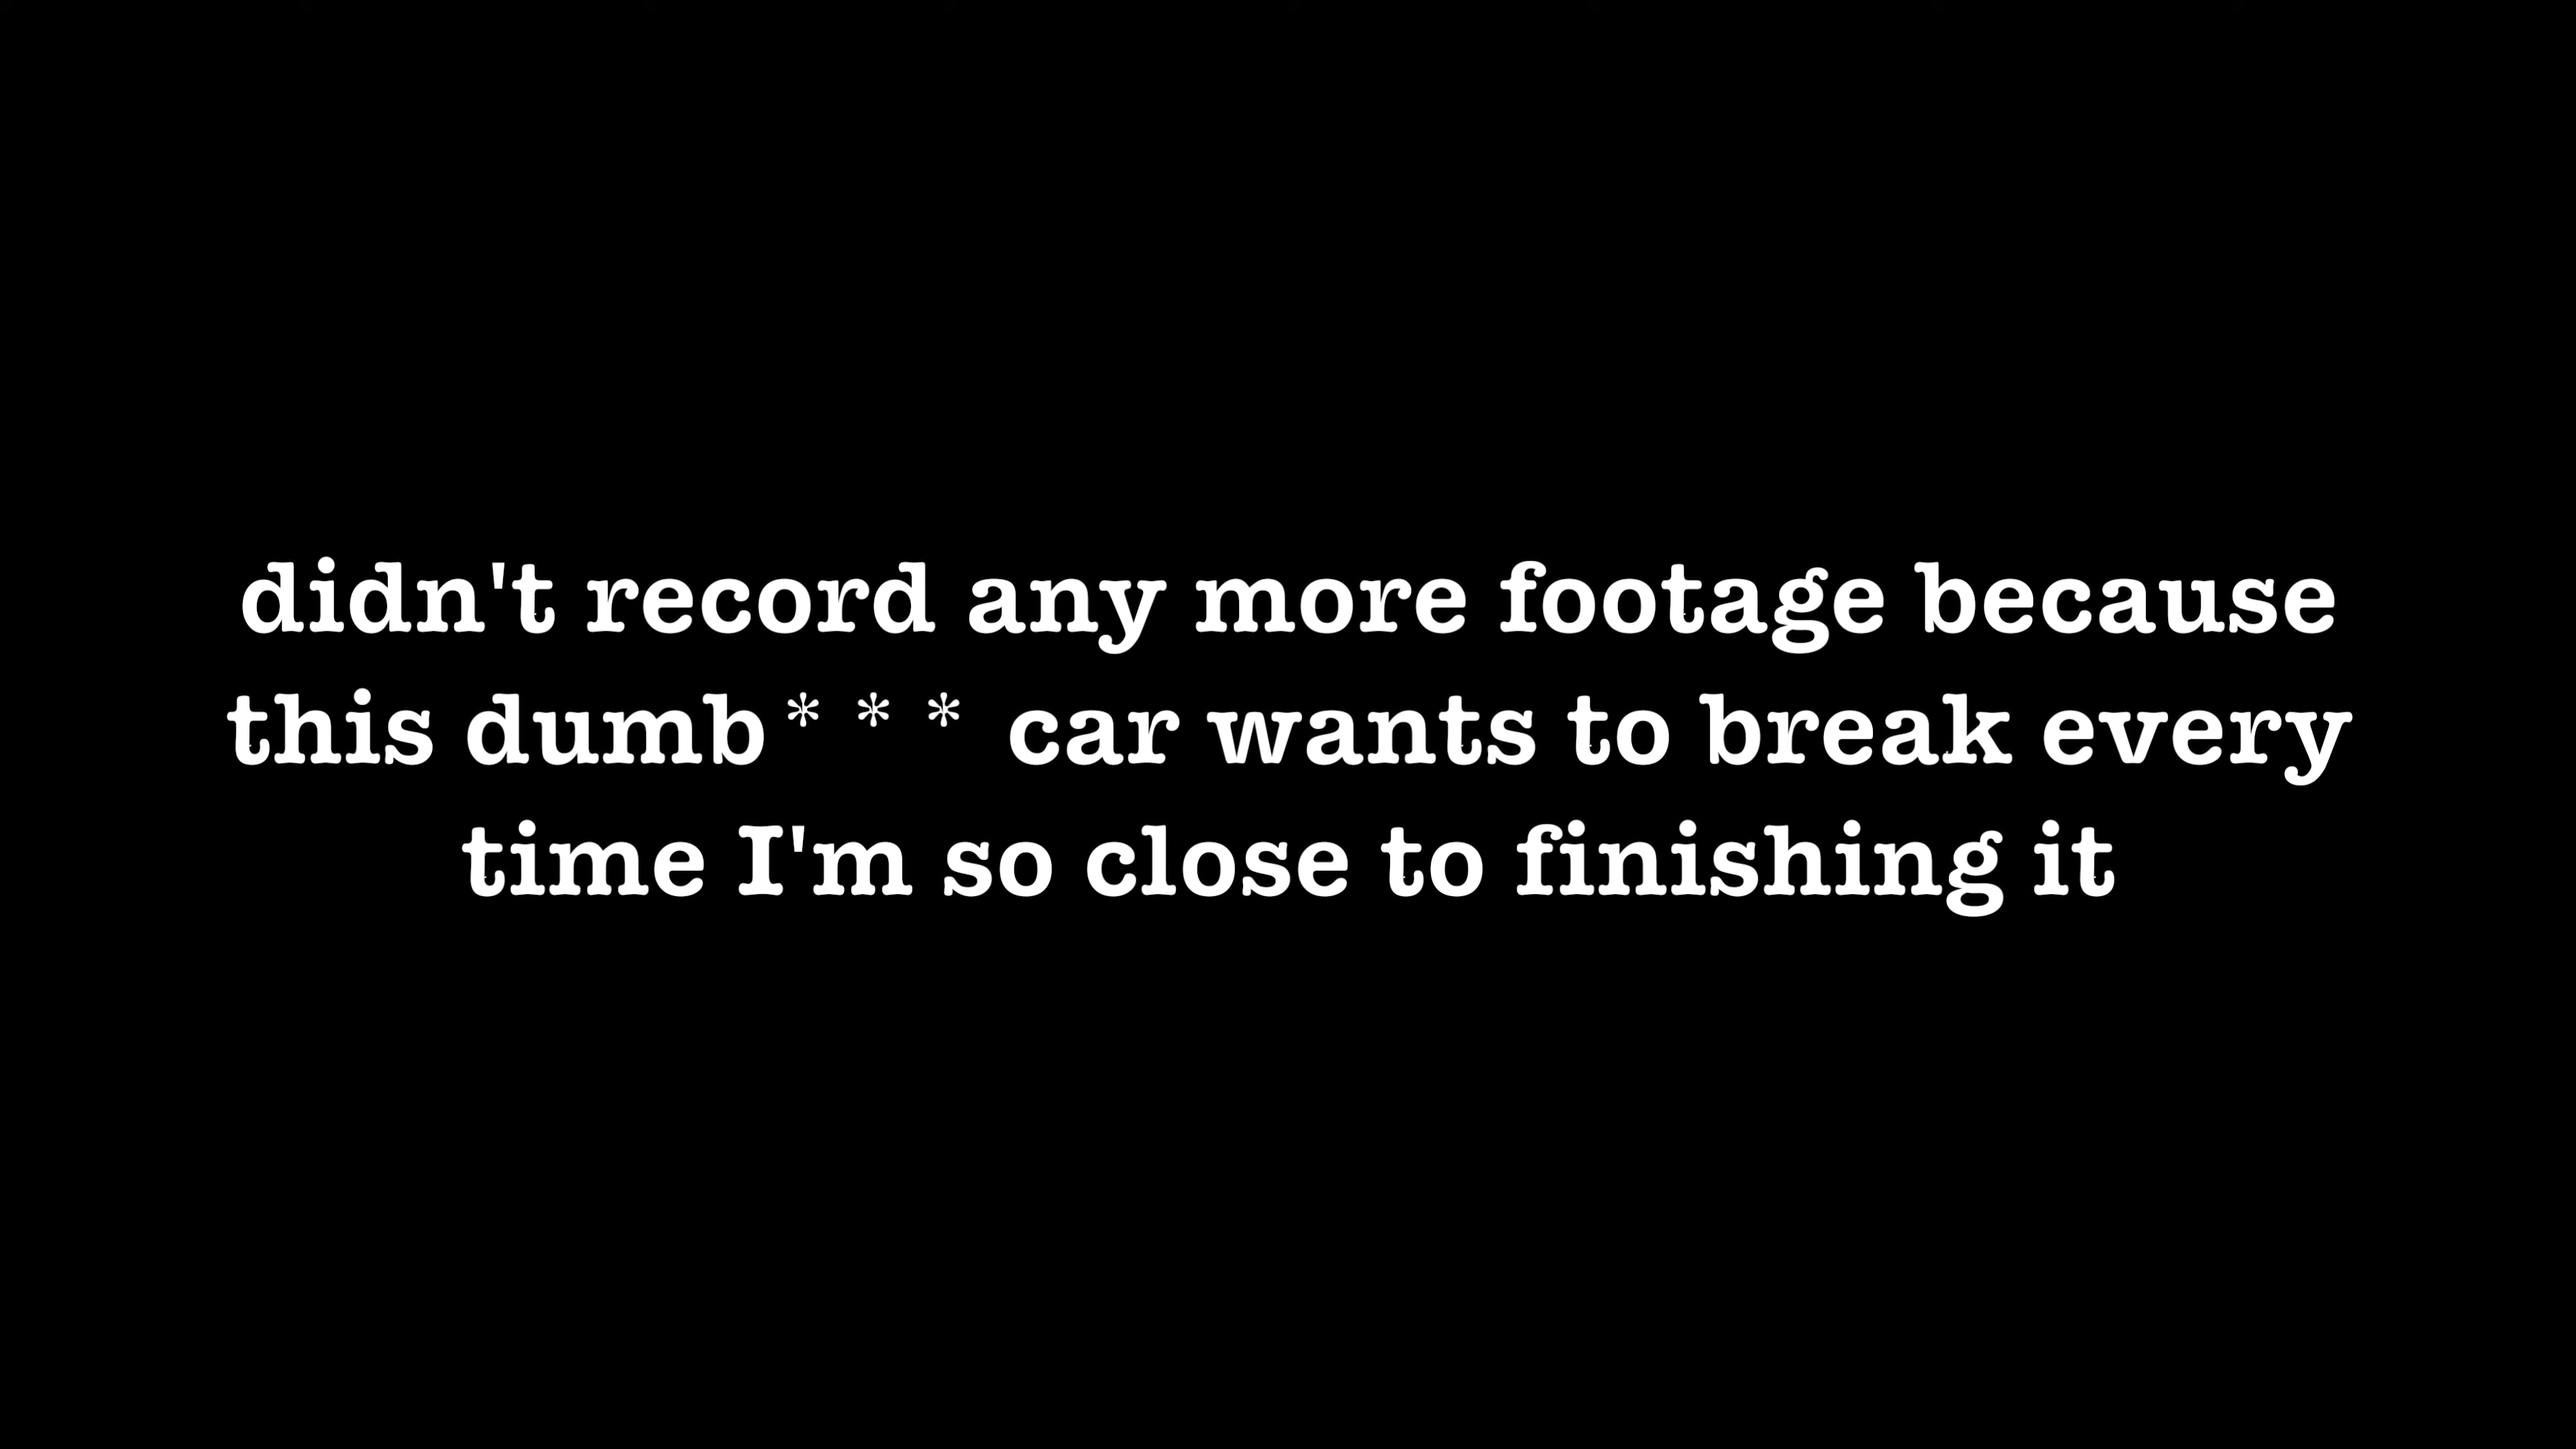 didn't record any more footage because
this dumb*** car wants to break every
time I'm so close to finishing it